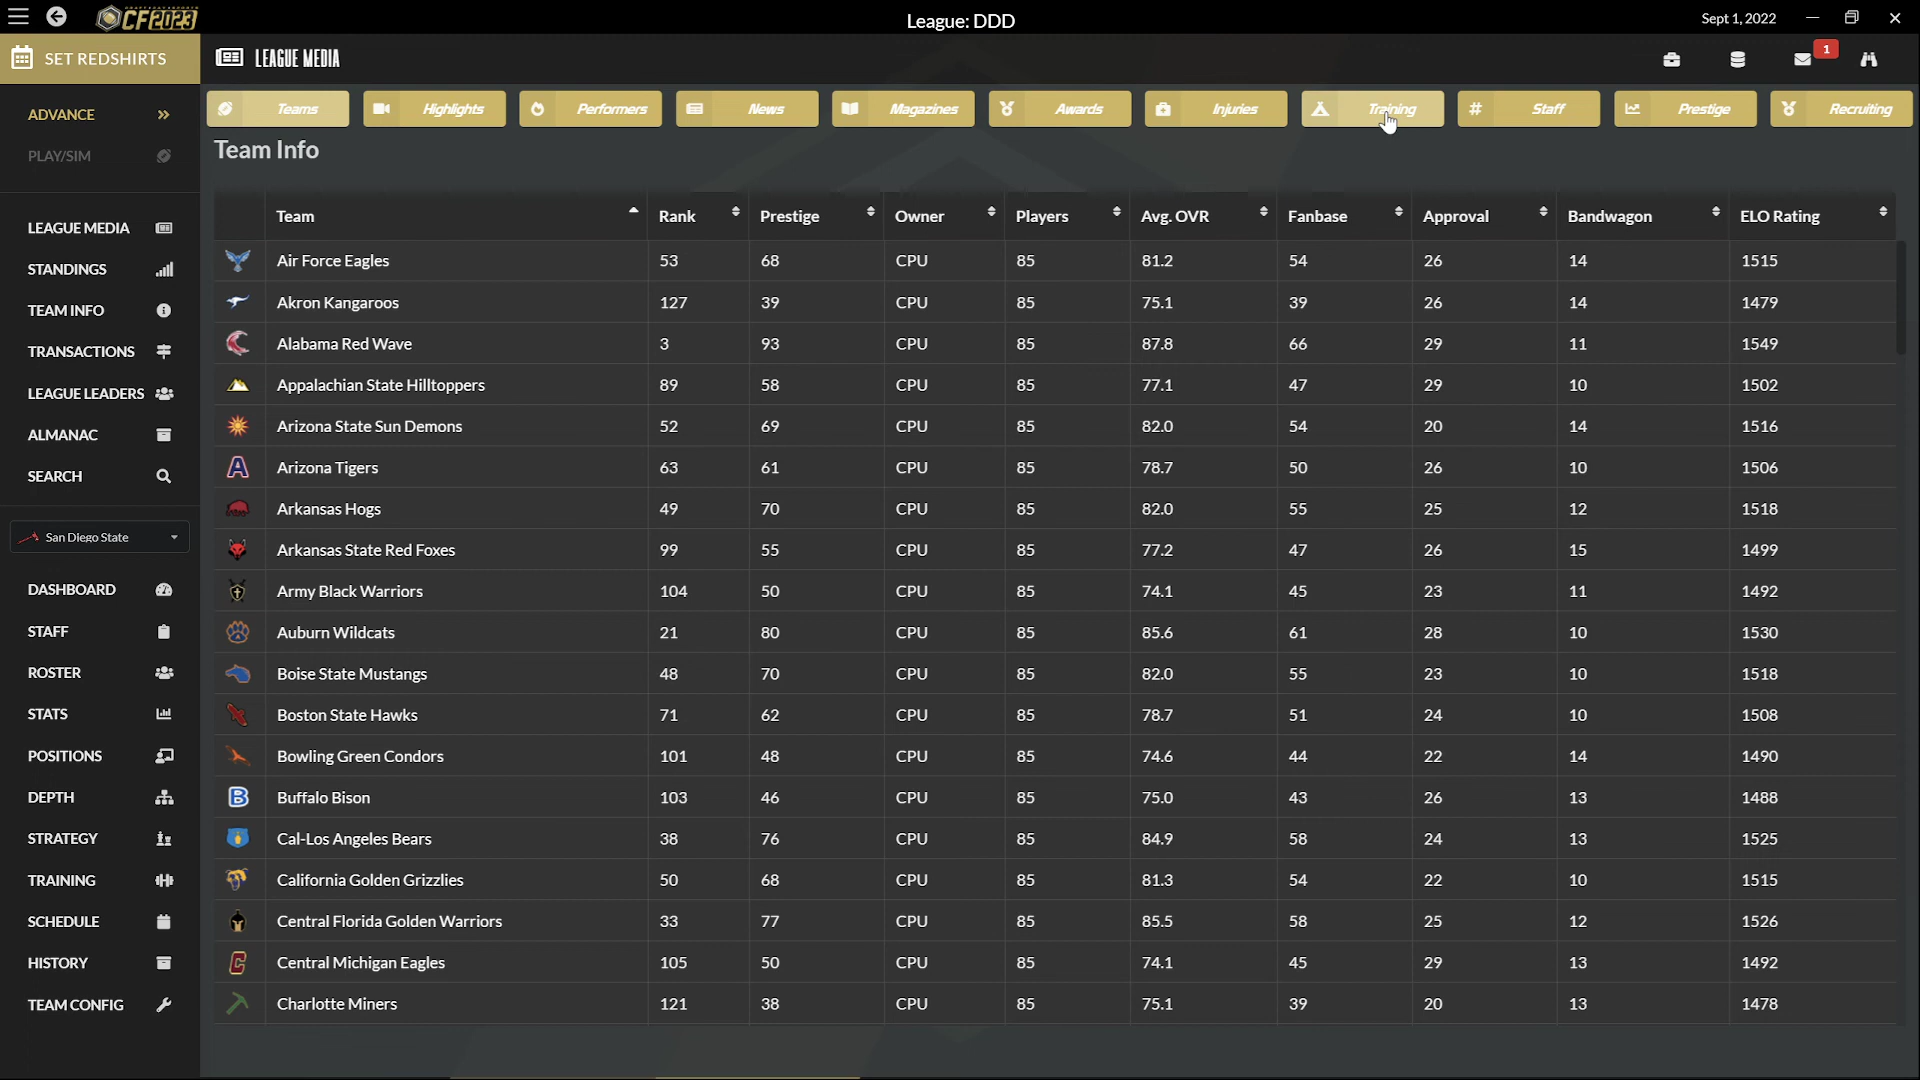 CF2023
League: DDD
Sept 1, 2022
SET REDSHIRTS
LEAGUE MEDIA
1
ADVANCE
PLAY/SIM
LEAGUE MEDIA
STANDINGS
TEAM INFO
TRANSACTIONS
LEAGUE LEADERS
ALMANAC
SEARCH
San Diego State
DASHBOARD
STAFF
ROSTER
STATS
POSITIONS
DEPTH
STRATEGY
TRAINING
SCHEDULE
HISTORY
TEAM CONFIG
Teams Highlights Performers News Magazines Awards Injuries Training # Staff Prestige Recruiting
Team Info
Team Rank Prestige Owner Players Avg. OVR Fanbase Approval Bandwagon ELO Rating
Air Force Eagles 53 68 CPU 85 81.2 54 26 14 1515
Akron Kangaroos 127 39 CPU 85 75.1 39 26 14 1479
Alabama Red Wave 3 93 CPU 85 87.8 66 29 11 1549
Appalachian State Hilltoppers 89 58 CPU 85 77.1 47 29 10 1502
Arizona State Sun Demons 52 69 CPU 85 82.0 54 20 14 1516
A Arizona Tigers 63 61 CPU 85 78.7 50 26 10 1506
Arkansas Hogs 49 70 CPU 85 82.0 55 25 12 1518
Arkansas State Red Foxes 99 55 CPU 85 77.2 47 26 15 1499
Army Black Warriors 104 50 CPU 85 74.1 45 23 11 1492
Auburn Wildcats 21 80 CPU 85 85.6 61 28 10 1530
Boise State Mustangs 48 70 CPU 85 82.0 55 23 10 1518
Boston State Hawks 71 62 CPU 85 78.7 51 24 10 1508
Bowling Green Condors 101 48 CPU 85 74.6 44 22 14 1490
B Buffalo Bison 103 46 CPU 85 75.0 43 26 13 1488
Cal-Los Angeles Bears 38 76 CPU 85 84.9 58 24 13 1525
California Golden Grizzlies 50 68 CPU 85 81.3 54 22 10 1515
Central Florida Golden Warriors 33 77 CPU 85 85.5 58 25 12 1526
C Central Michigan Eagles 105 50 CPU 85 74.1 45 29 13 1492
Charlotte Miners 121 38 CPU 85 75.1 39 20 13 1478